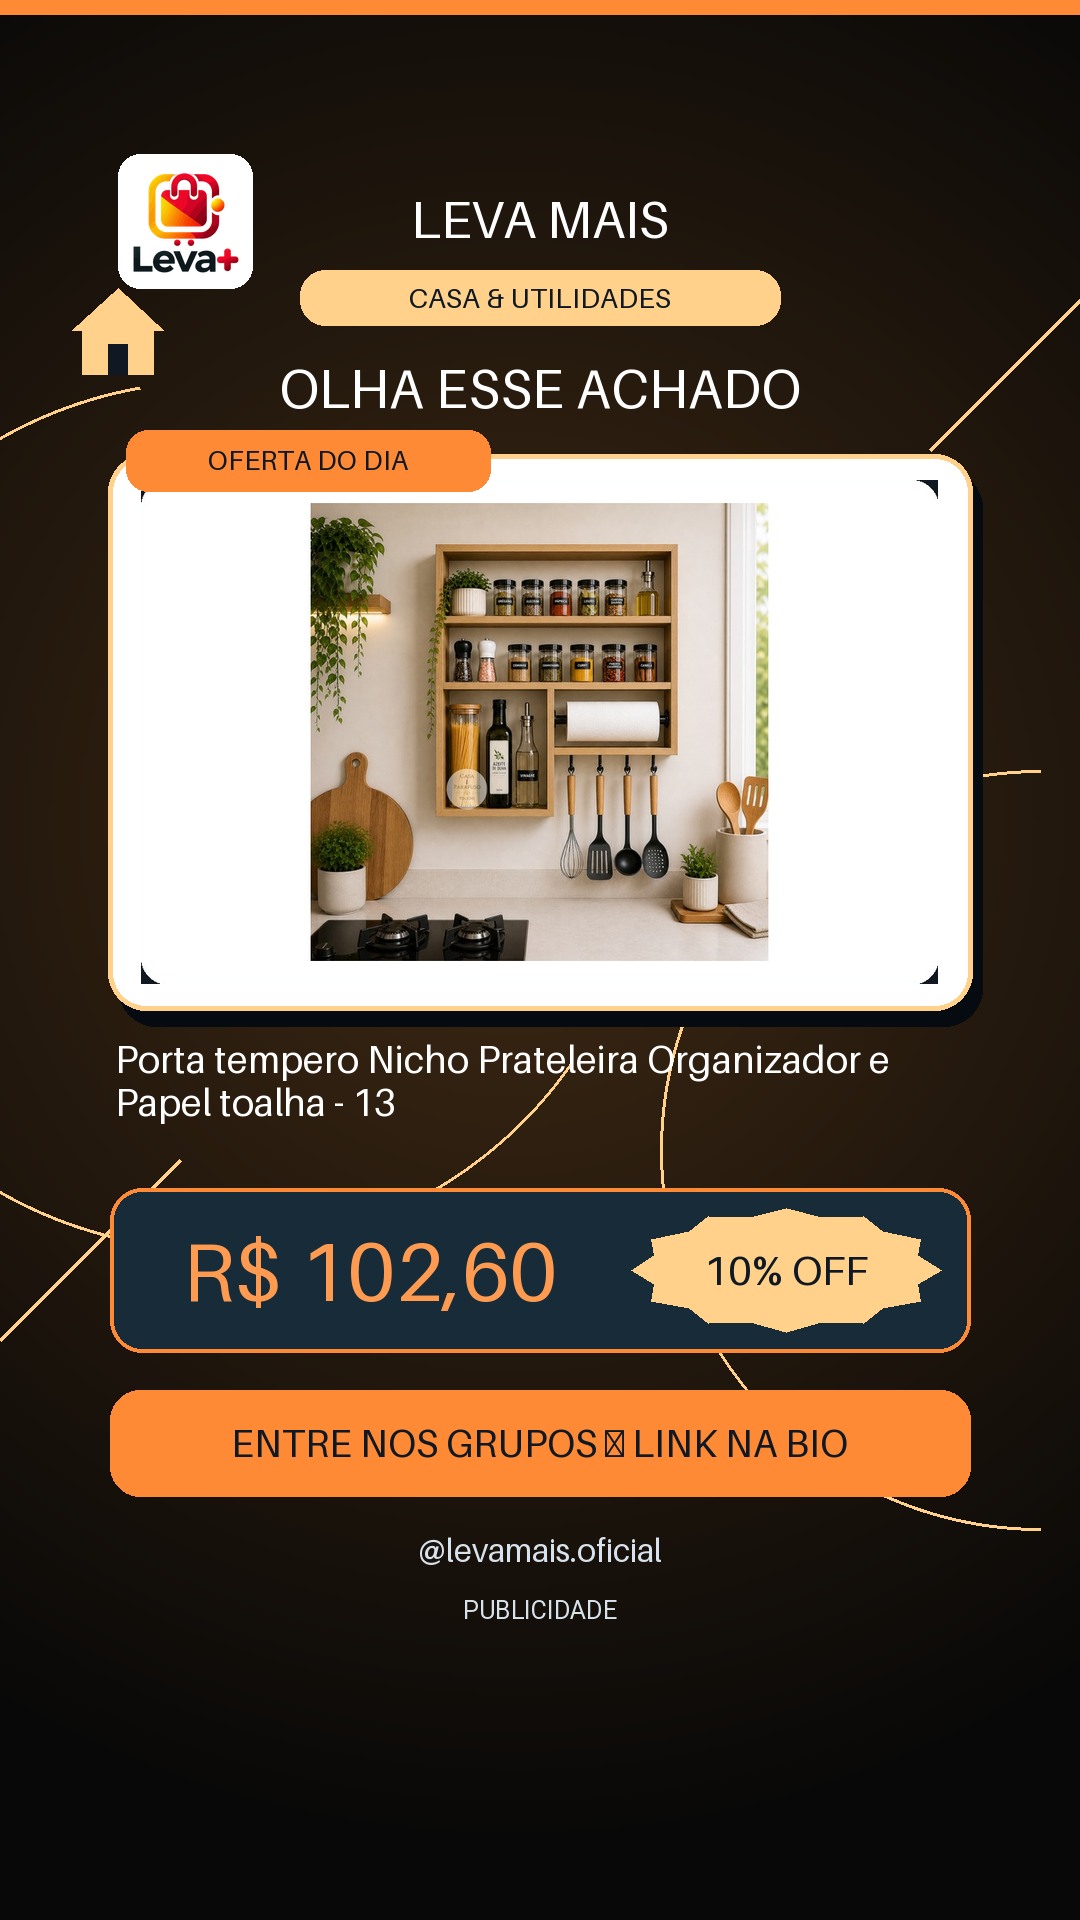 Leva+
LEVA MAIS
CASA & UTILIDADES
OLHA ESSE ACHADO
OFERTA DO DIA
Porta tempero Nicho Prateleira Organizador e
Papel toalha - 13
R$ 102,60
10% OFF
ENTRE NOS GRUPOS LINK NA BIO
@levamais.oficial
PUBLICIDADE